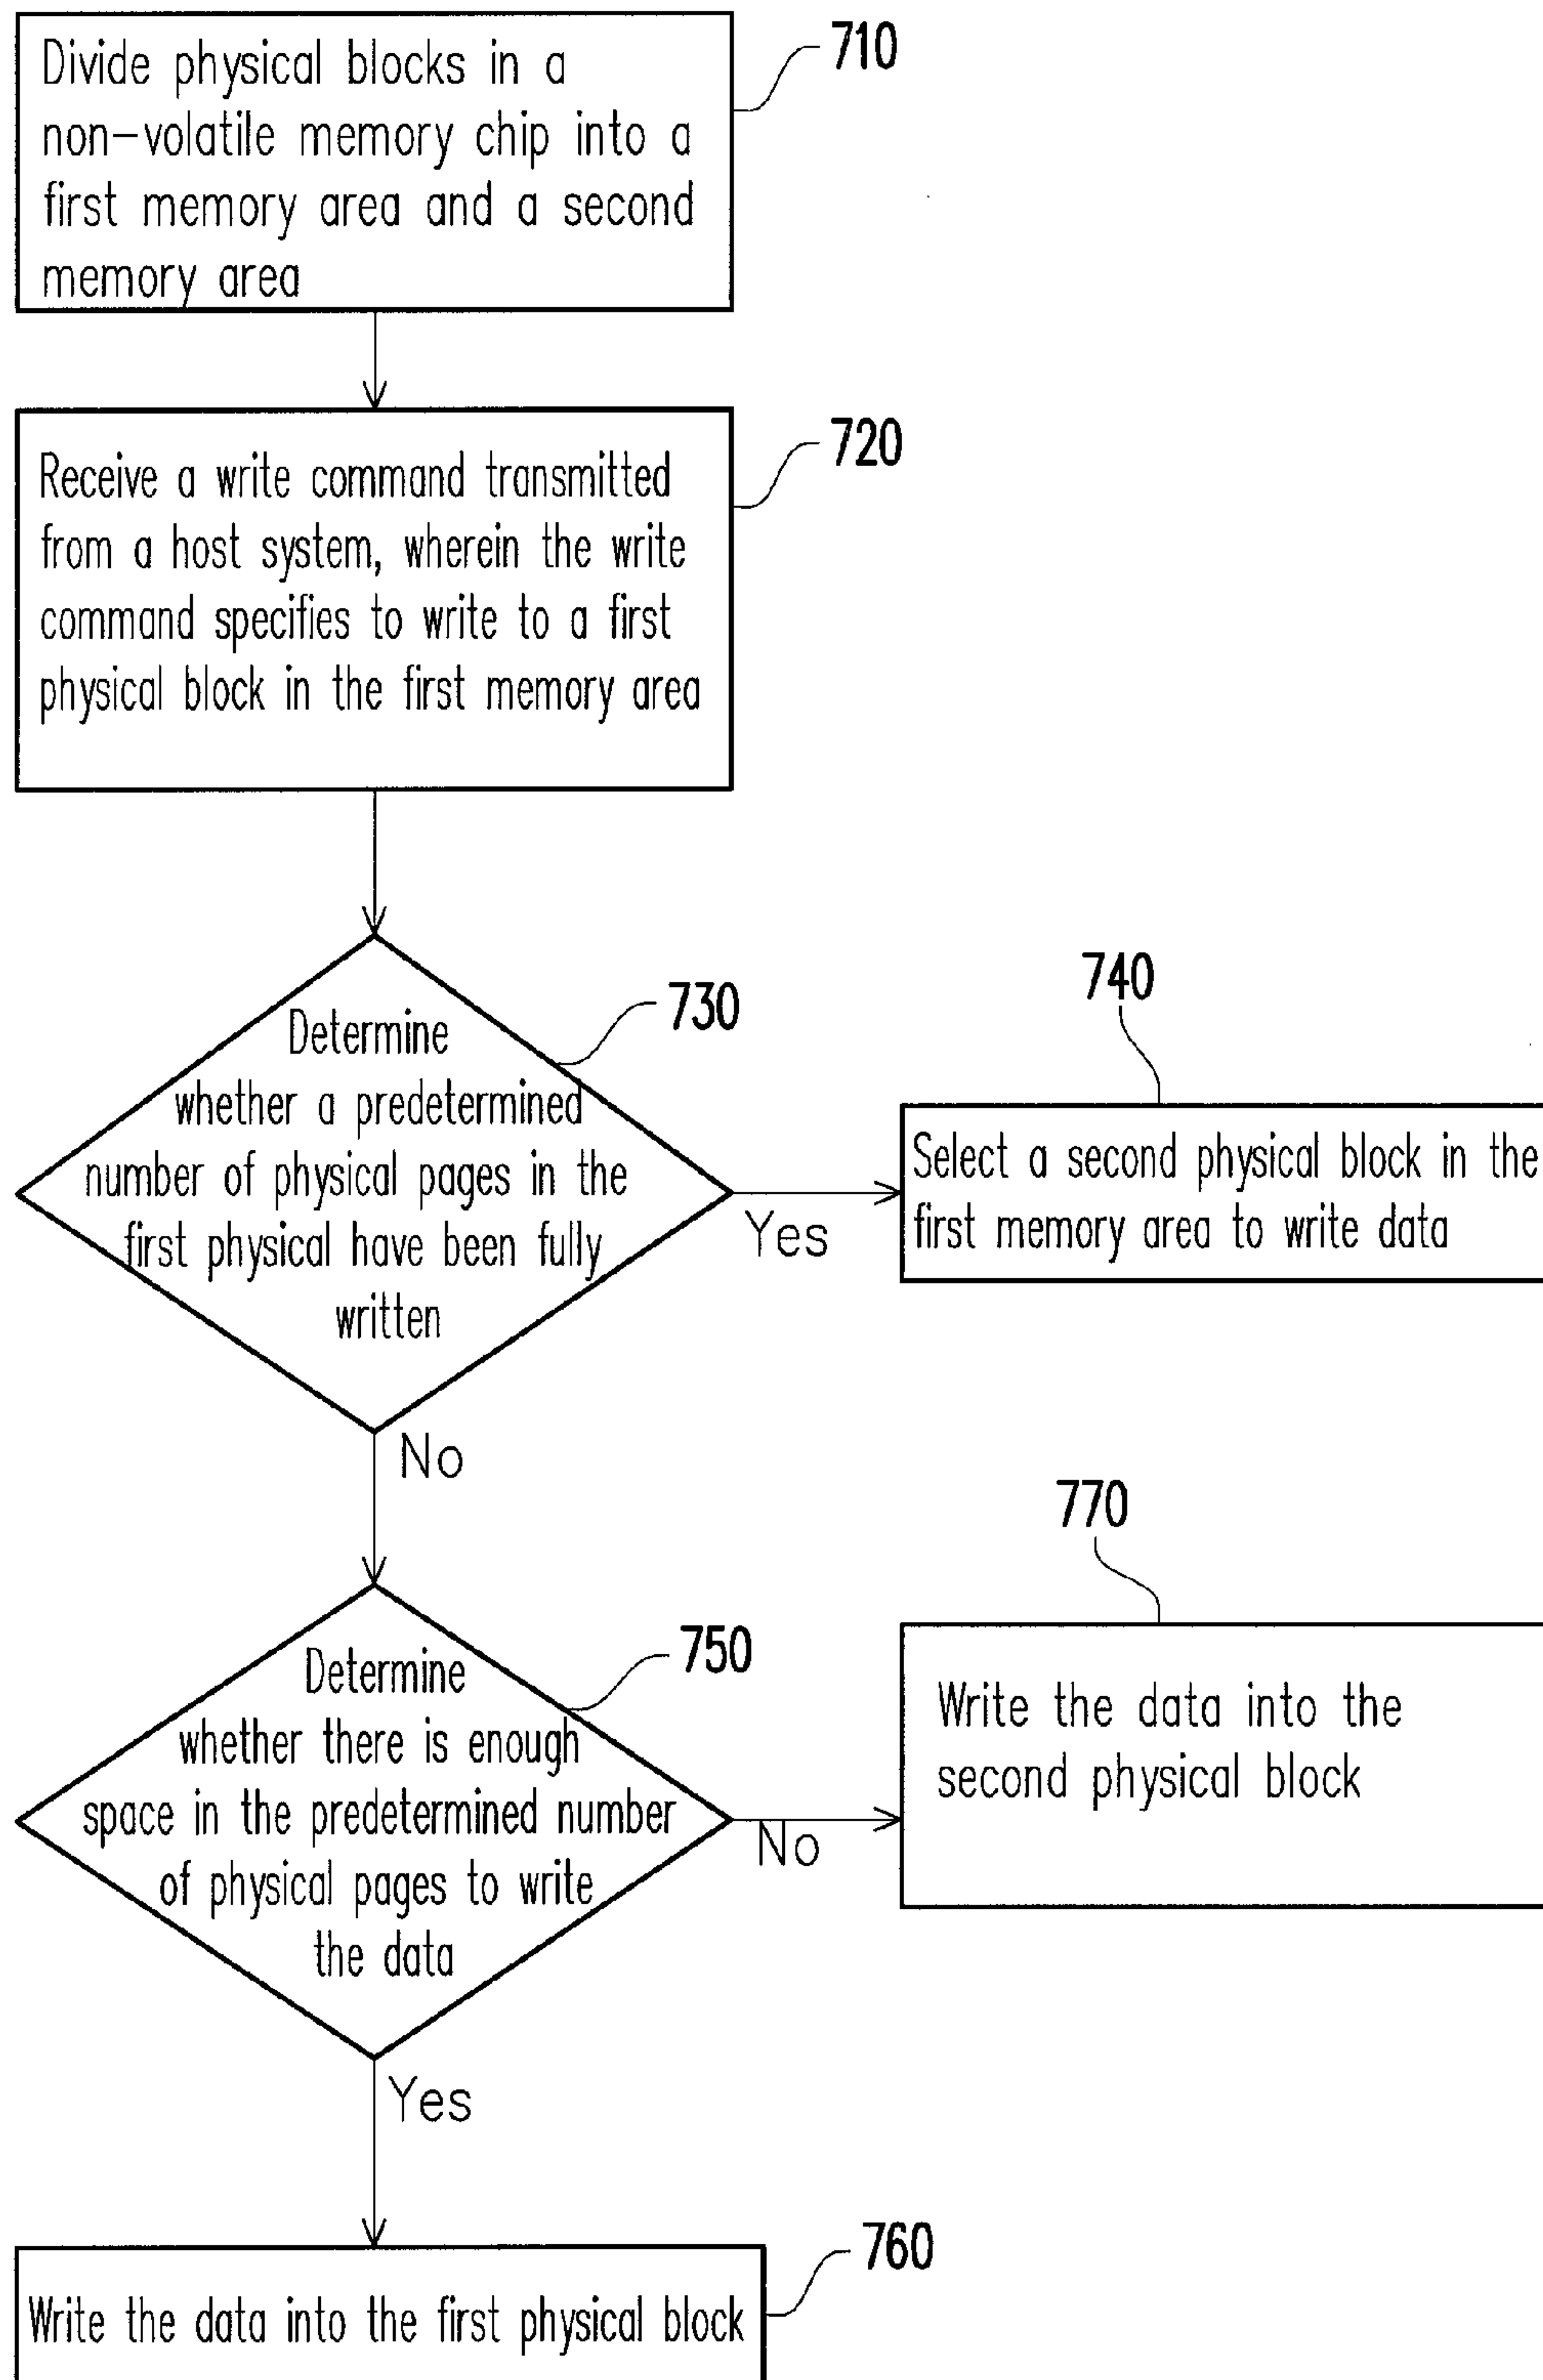 Divide physical blocks in a
non-volatile memory chip into a
first memory area and a second
memory area
710
Receive a write command transmitted
from a host system, wherein the write
command specifies to write to a first
physical block in the first memory area
720
Determine
whether a predetermined
number of physical pages in the
first physical have been fully
written
730
Yes
740
Select a second physical block in the
first memory area to write data
No
Determine
whether there is enough
space in the predetermined number
of physical pages to write
the data
750
No
770
Write the data into the
second physical block
Yes
Write the data into the first physical block
760